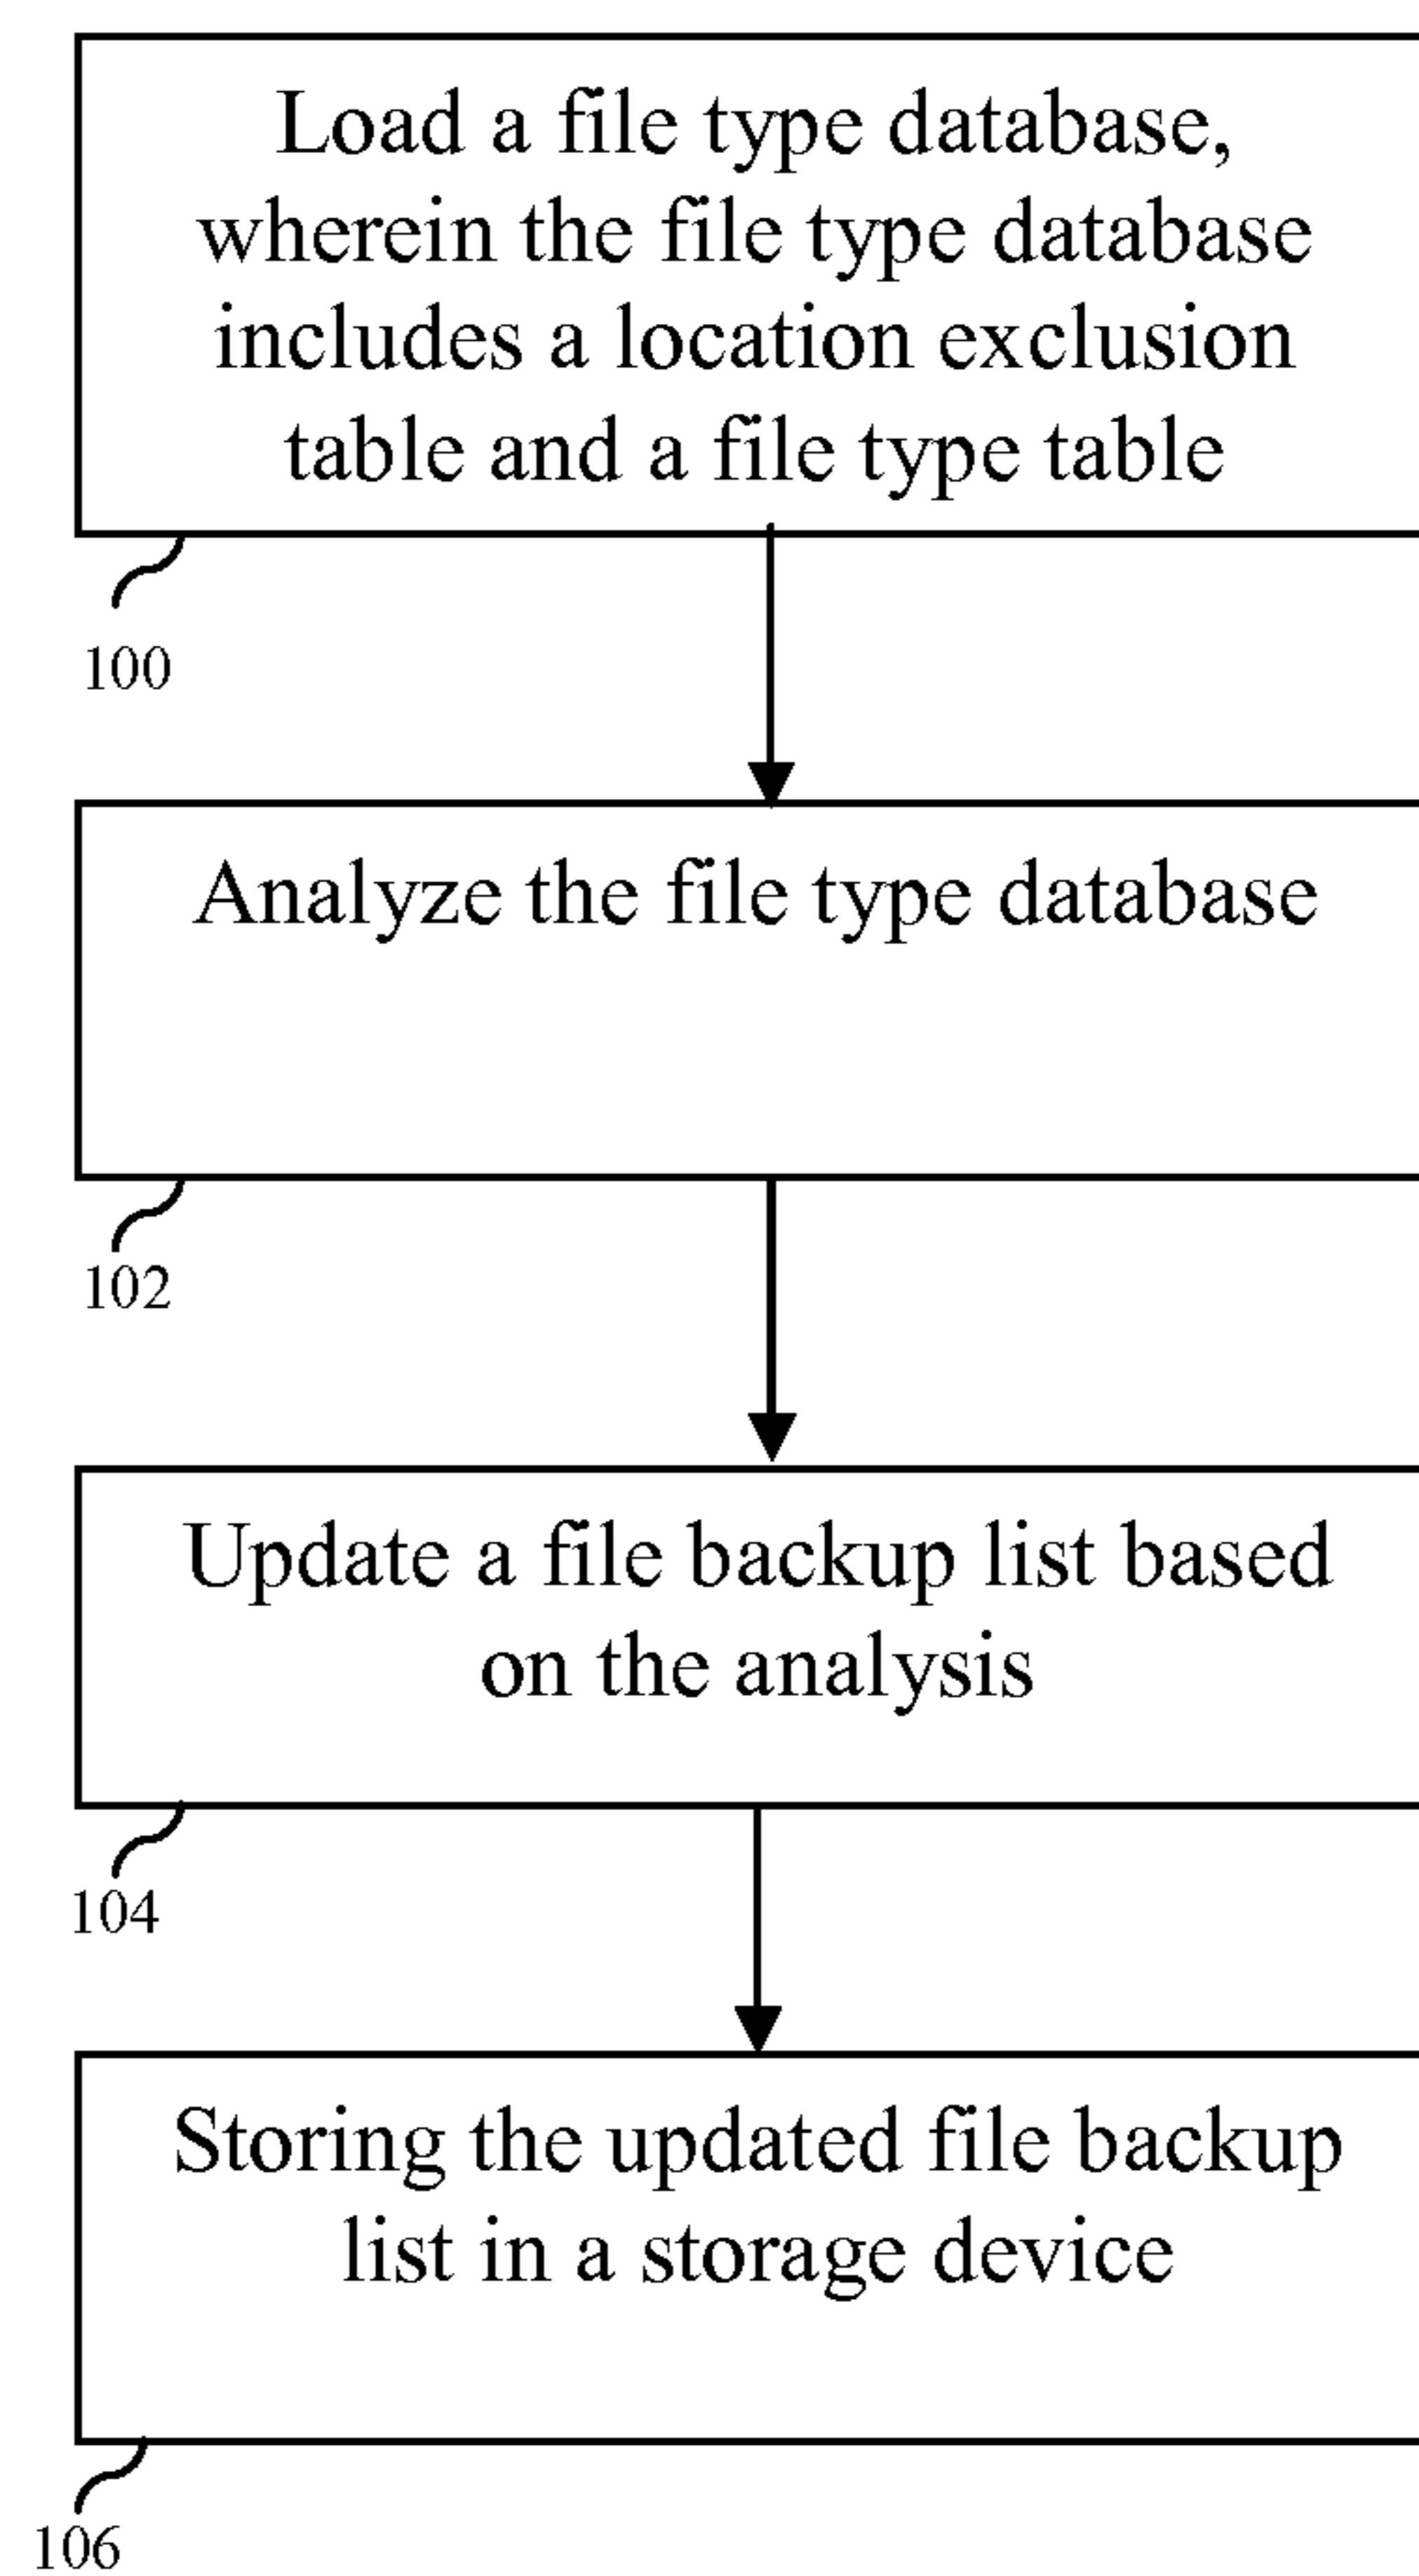 Load a file type database,
wherein the file type database
includes a location exclusion
table and a file type table
100
Analyze the file type database
102
Update a file backup list based
on the analysis
104
Storing the updated file backup
list in a storage device
106